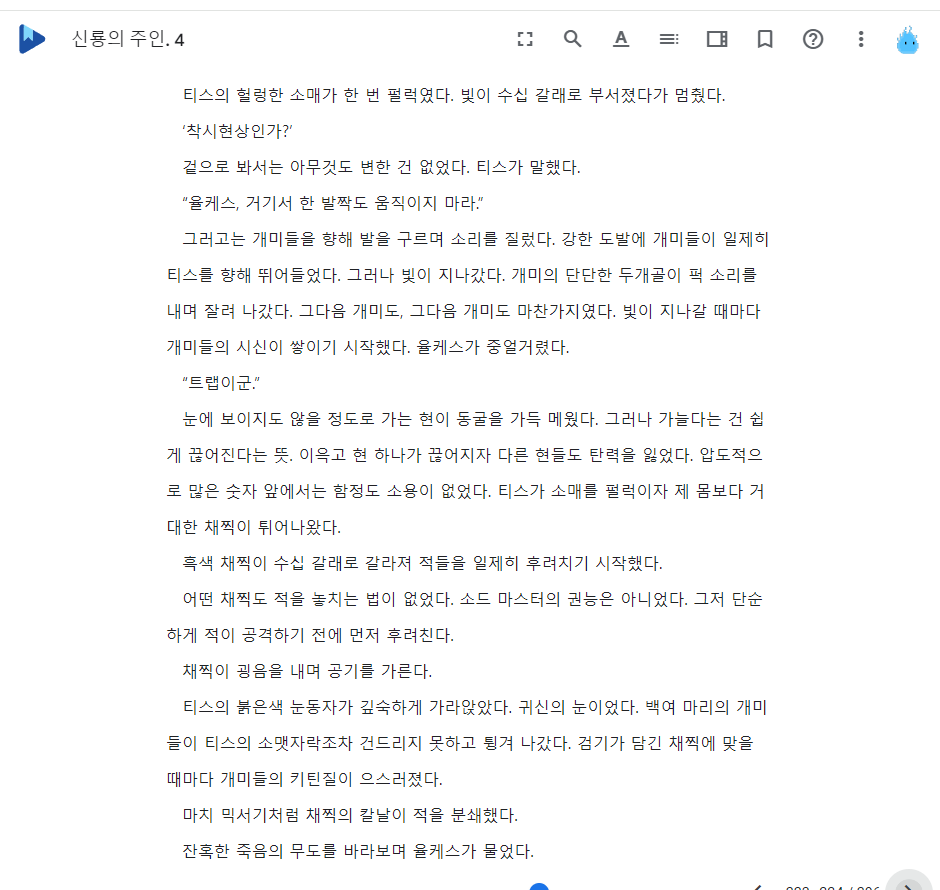 신룡의 주인. 4
티스의 헐렁한 소매가 한 번 펄럭였다. 빛이 수십 갈래로 부서졌다가 멈췄다.
‘착시현상인가?’
겉으로 봐서는 아무것도 변한 건 없었다. 티스가 말했다.
“율케스, 거기서 한 발짝도 움직이지 마라.”
그러고는 개미들을 향해 발을 구르며 소리를 질렀다. 강한 도발에 개미들이 일제히
티스를 향해 뛰어들었다. 그러나 빛이 지나갔다. 개미의 단단한 두개골이 퍽 소리를
내며 잘려 나갔다. 그다음 개미도, 그다음 개미도 마찬가지였다. 빛이 지나갈 때마다
개미들의 시신이 쌓이기 시작했다. 율케스가 중얼거렸다.
“트랩이군.”
눈에 보이지도 않을 정도로 가는 현이 동굴을 가득 메웠다. 그러나 가늘다는 건 쉽
게 끊어진다는 뜻. 이윽고 현 하나가 끊어지자 다른 현들도 탄력을 잃었다. 압도적으
로 많은 숫자 앞에서는 함정도 소용이 없었다. 티스가 소매를 펄럭이자 제 몸보다 거
대한 채찍이 튀어나왔다.
흑색 채찍이 수십 갈래로 갈라져 적들을 일제히 후려치기 시작했다.
어떤 채찍도 적을 놓치는 법이 없었다. 소드 마스터의 권능은 아니었다. 그저 단순
하게 적이 공격하기 전에 먼저 후려친다.
채찍이 굉음을 내며 공기를 가른다.
티스의 붉은색 눈동자가 깊숙하게 가라앉았다. 귀신의 눈이었다. 백여 마리의 개미
들이 티스의 소맷자락조차 건드리지 못하고 튕겨 나갔다. 검기가 담긴 채찍에 맞을
때마다 개미들의 키틴질이 으스러졌다.
마치 믹서기처럼 채찍의 칼날이 적을 분쇄했다.
잔혹한 죽음의 무도를 바라보며 율케스가 물었다.